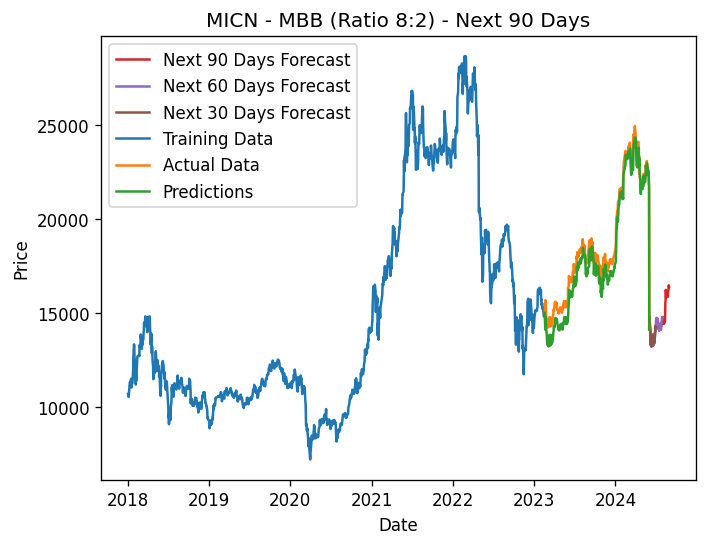 MICN - MBB (Ratio 8:2) - Next 90 Days
Next 90 Days Forecast
Next 60 Days Forecast
Next 30 Days Forecast
Training Data
Actual Data
Predictions
25000
20000
15000
10000
Price
2018 2019 2020 2021 2022 2023 2024
Date